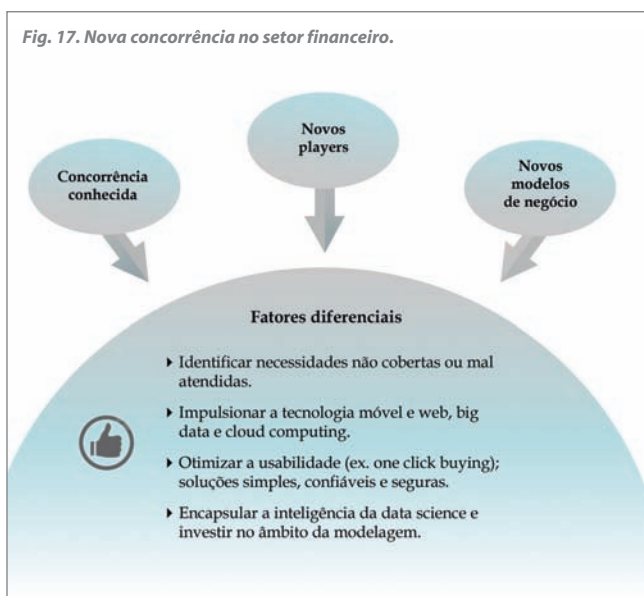 Fig. 17. Nova concorrência no setor financeiro.
Concorrência
conhecida
Novos
players
Novos
modelos
de negócio
Fatores diferenciais
Identificar necessidades não cobertas ou mal
atendidas.
Impulsionar a tecnologia móvel e web, big
data e cloud computing.
Otimizar a usabilidade (ex. one click buying);
soluções simples, confiáveis e seguras.
Encapsular a inteligência da data science e
investir no âmbito da modelagem.